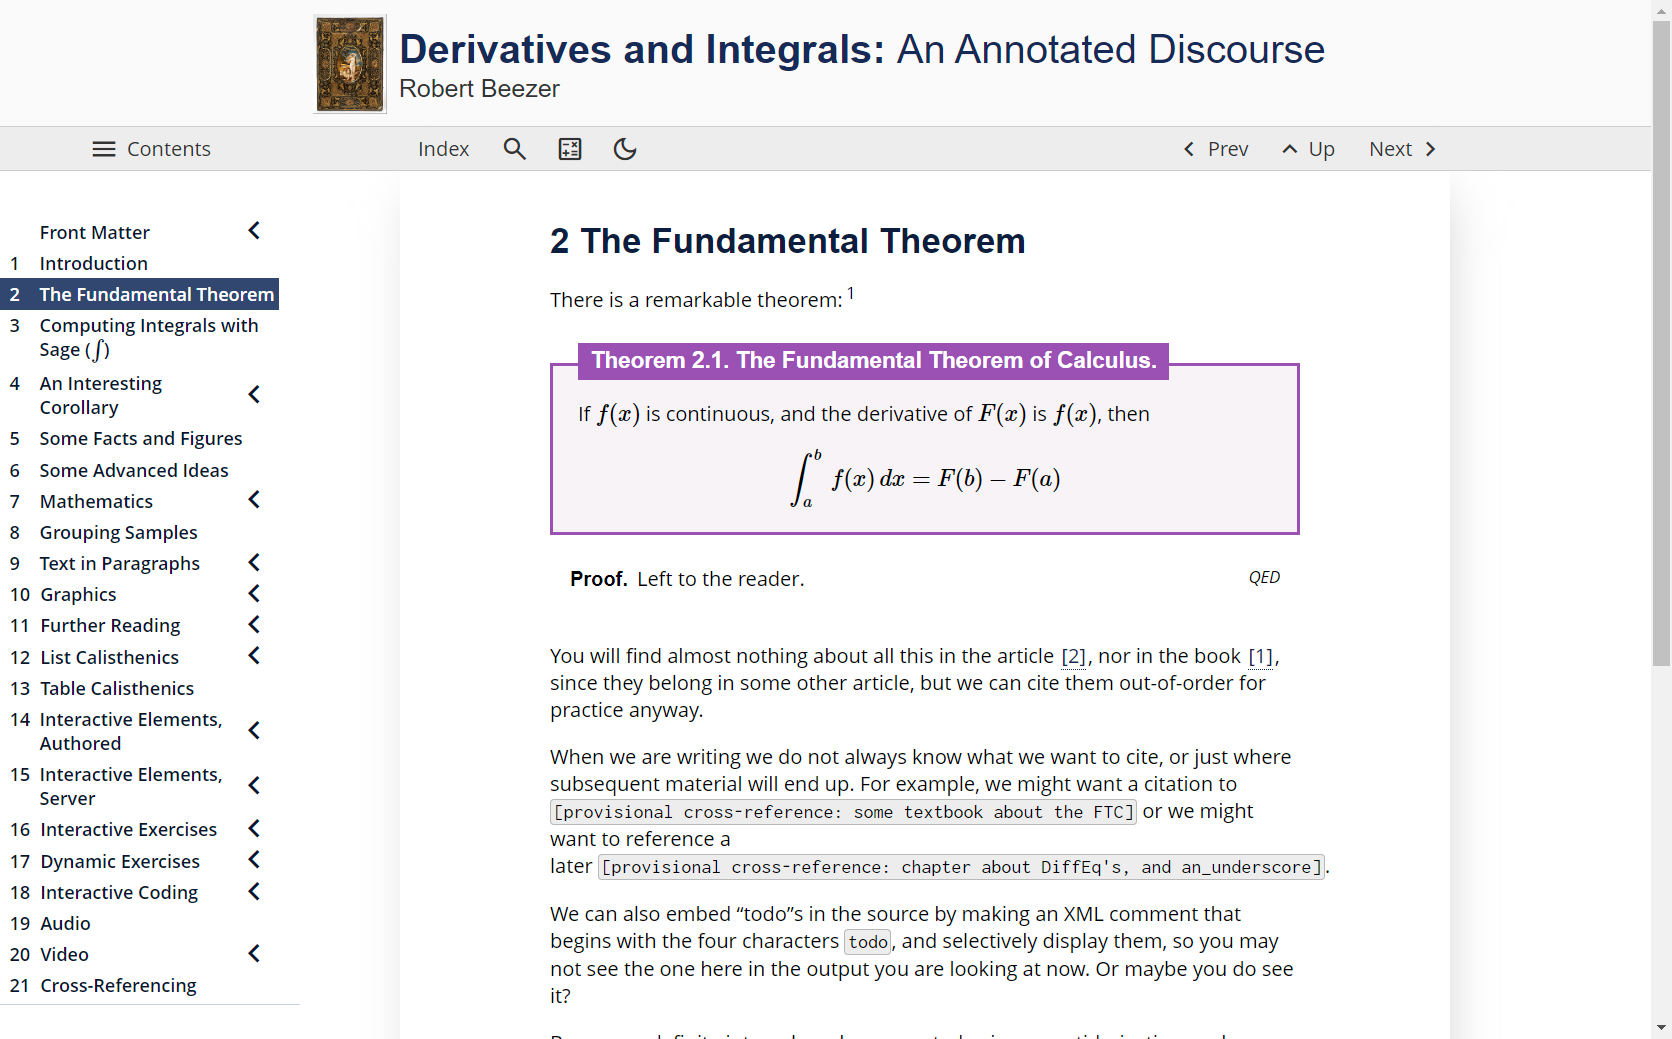 Derivatives and Integrals: An Annotated Discourse
Robert Beezer
Contents
Index
Prev
Up
Next
Front Matter
1 Introduction
2 The Fundamental Theorem
3 Computing Integrals with
Sage (∫)
4 An Interesting
Corollary
5 Some Facts and Figures
6 Some Advanced Ideas
7 Mathematics
8 Grouping Samples
9 Text in Paragraphs
10 Graphics
11 Further Reading
12 List Calisthenics
13 Table Calisthenics
14 Interactive Elements,
Authored
15 Interactive Elements,
Server
16 Interactive Exercises
17 Dynamic Exercises
18 Interactive Coding
19 Audio
20 Video
21 Cross-Referencing
2 The Fundamental Theorem
There is a remarkable theorem: 1
Theorem 2.1. The Fundamental Theorem of Calculus.
If f(x) is continuous, and the derivative of F(x) is f(x), then
∫_a^b f(x) dx = F(b) − F(a)
Proof. Left to the reader. QED
You will find almost nothing about all this in the article [2], nor in the book [1],
since they belong in some other article, but we can cite them out-of-order for
practice anyway.
When we are writing we do not always know what we want to cite, or just where
subsequent material will end up. For example, we might want a citation to
[provisional cross-reference: some textbook about the FTC] or we might
want to reference a
later [provisional cross-reference: chapter about DiffEq's, and an_underscore].
We can also embed “todo”s in the source by making an XML comment that
begins with the four characters todo, and selectively display them, so you may
not see the one here in the output you are looking at now. Or maybe you do see
it?